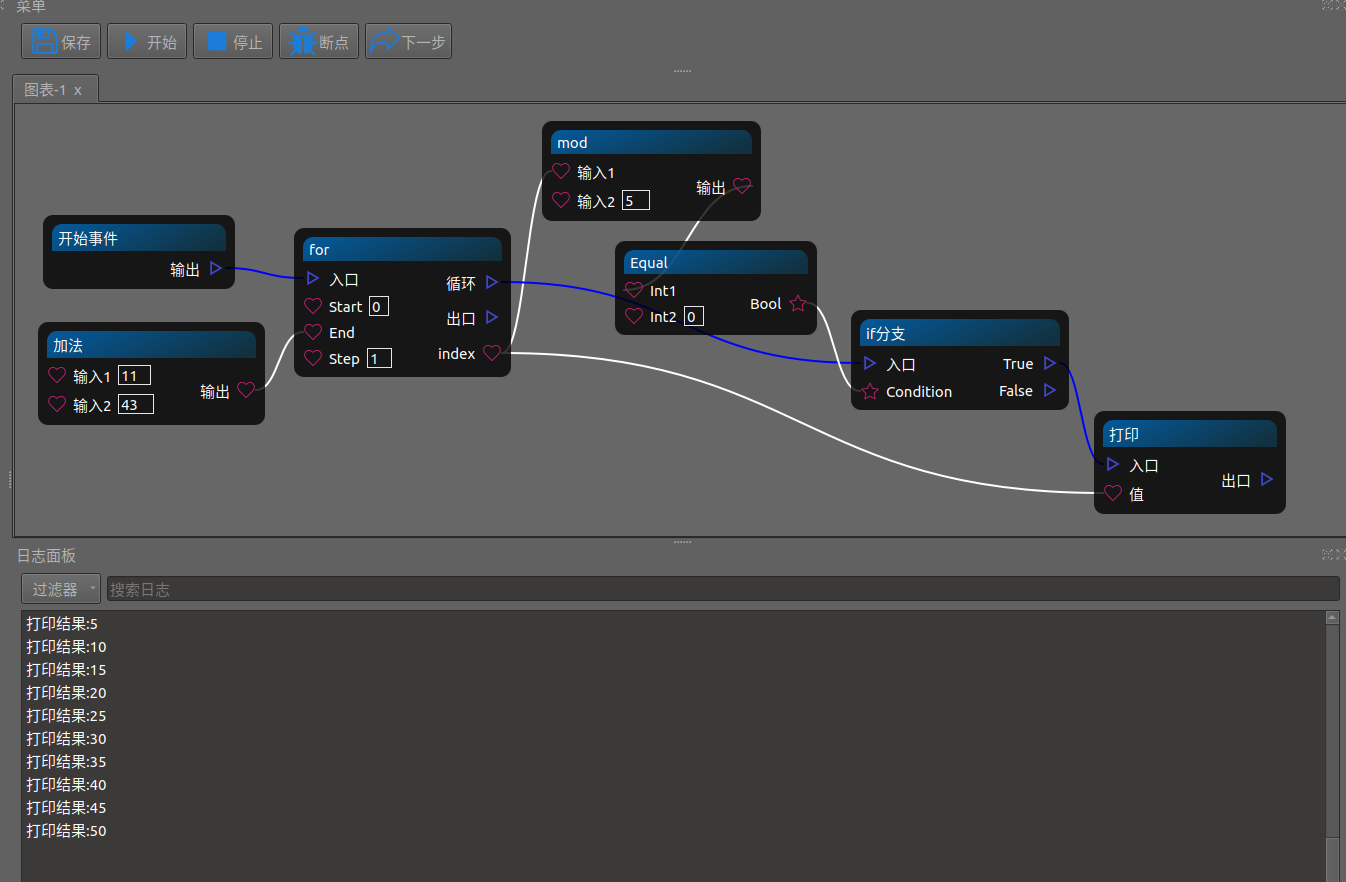 菜单
保存 开始 停止 断点 下一步
图表-1 x
mod
输入1
输出
输入2 5
开始事件
输出
for
入口 循环
Start 0
出口
End
index
Step 1
Equal
Int1
Bool
Int2 0
加法
输入1 11
输出
输入2 43
if分支
入口 True
Condition False
打印
入口
出口
值
日志面板
过滤器 搜索日志
打印结果:5
打印结果:10
打印结果:15
打印结果:20
打印结果:25
打印结果:30
打印结果:35
打印结果:40
打印结果:45
打印结果:50